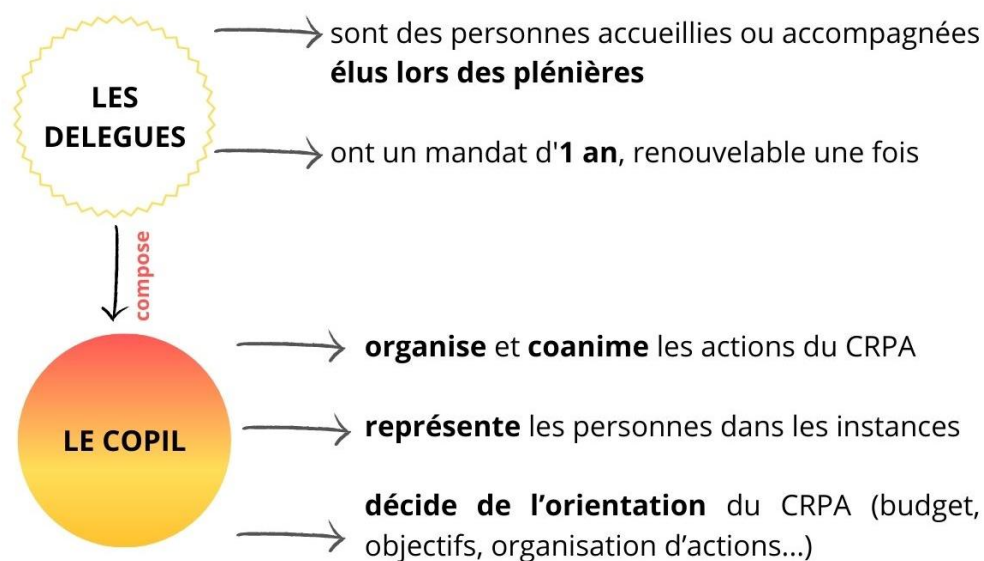 LES
DELEGUES
sont des personnes accueillies ou accompagnées
élus lors des plénières
ont un mandat d'1 an, renouvelable une fois
compose
LE COPIL
organise et coanime les actions du CRPA
représente les personnes dans les instances
décide de l’orientation du CRPA (budget,
objectifs, organisation d’actions...)